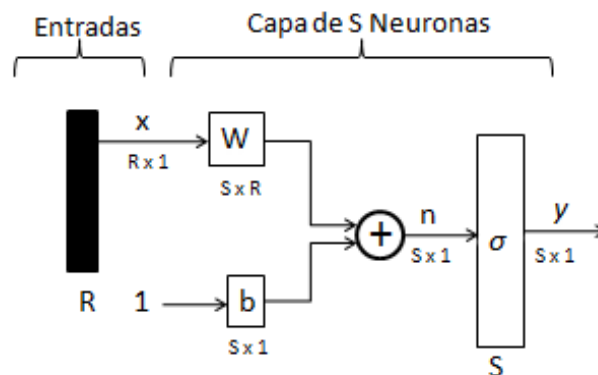 Entradas
Capa de S Neuronas
x
R x 1
W
S x R
R
1
b
S x 1
+
n
S x 1
σ
S
y
S x 1